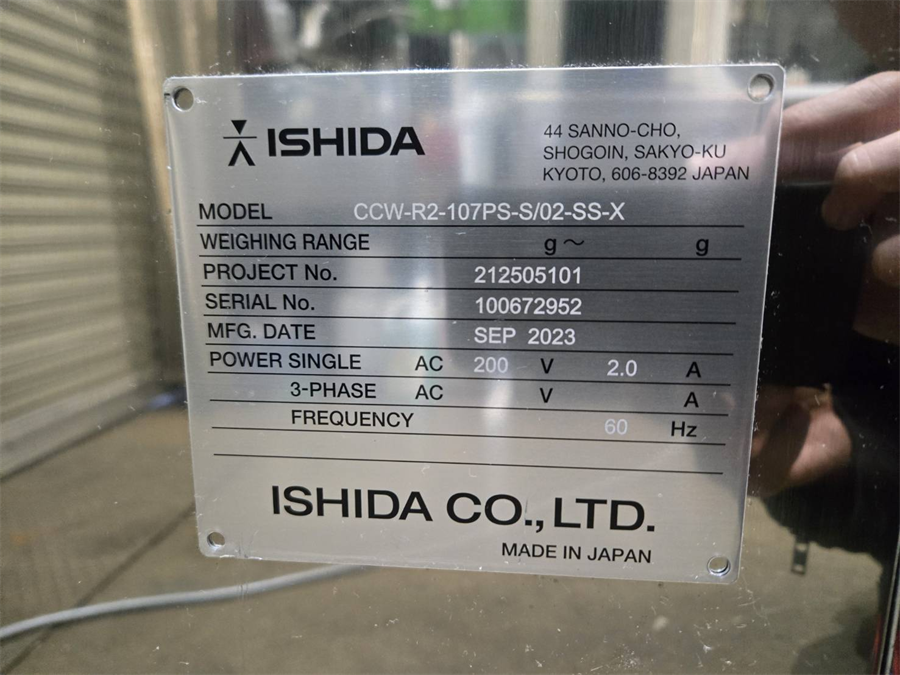 ISHIDA
44 SANNO-CHO,
SHOGOIN, SAKYO-KU
KYOTO, 606-8392 JAPAN
MODEL CCW-R2-107PS-S/02-SS-X
WEIGHING RANGE g～ g
PROJECT No. 212505101
SERIAL No. 100672952
MFG. DATE SEP 2023
POWER SINGLE AC 200 V 2.0 A
3-PHASE AC V A
FREQUENCY 60 Hz
ISHIDA CO., LTD.
MADE IN JAPAN